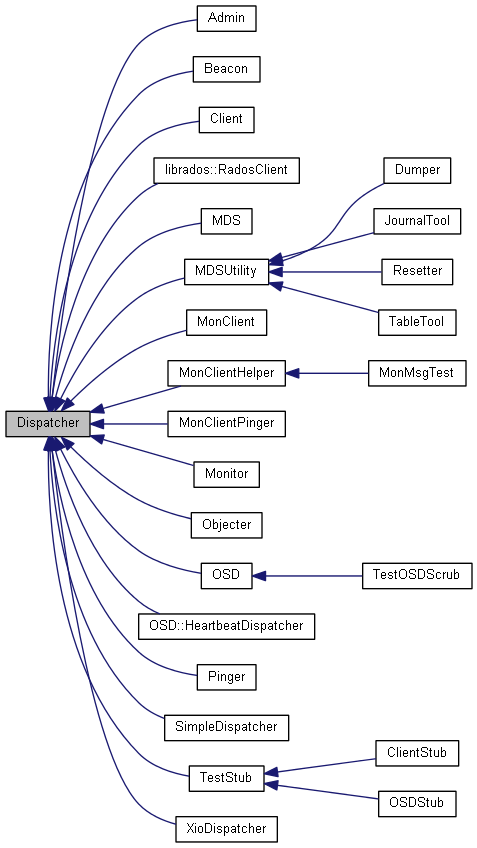 Admin
Beacon
Client
librados::RadosClient
Dumper
MDS
JournalTool
MDSUtility
Resetter
MonClient
TableTool
MonClientHelper
MonMsgTest
Dispatcher
MonClientPinger
Monitor
Objecter
OSD
TestOSDScrub
OSD::HeartbeatDispatcher
Pinger
SimpleDispatcher
ClientStub
TestStub
OSDStub
XioDispatcher